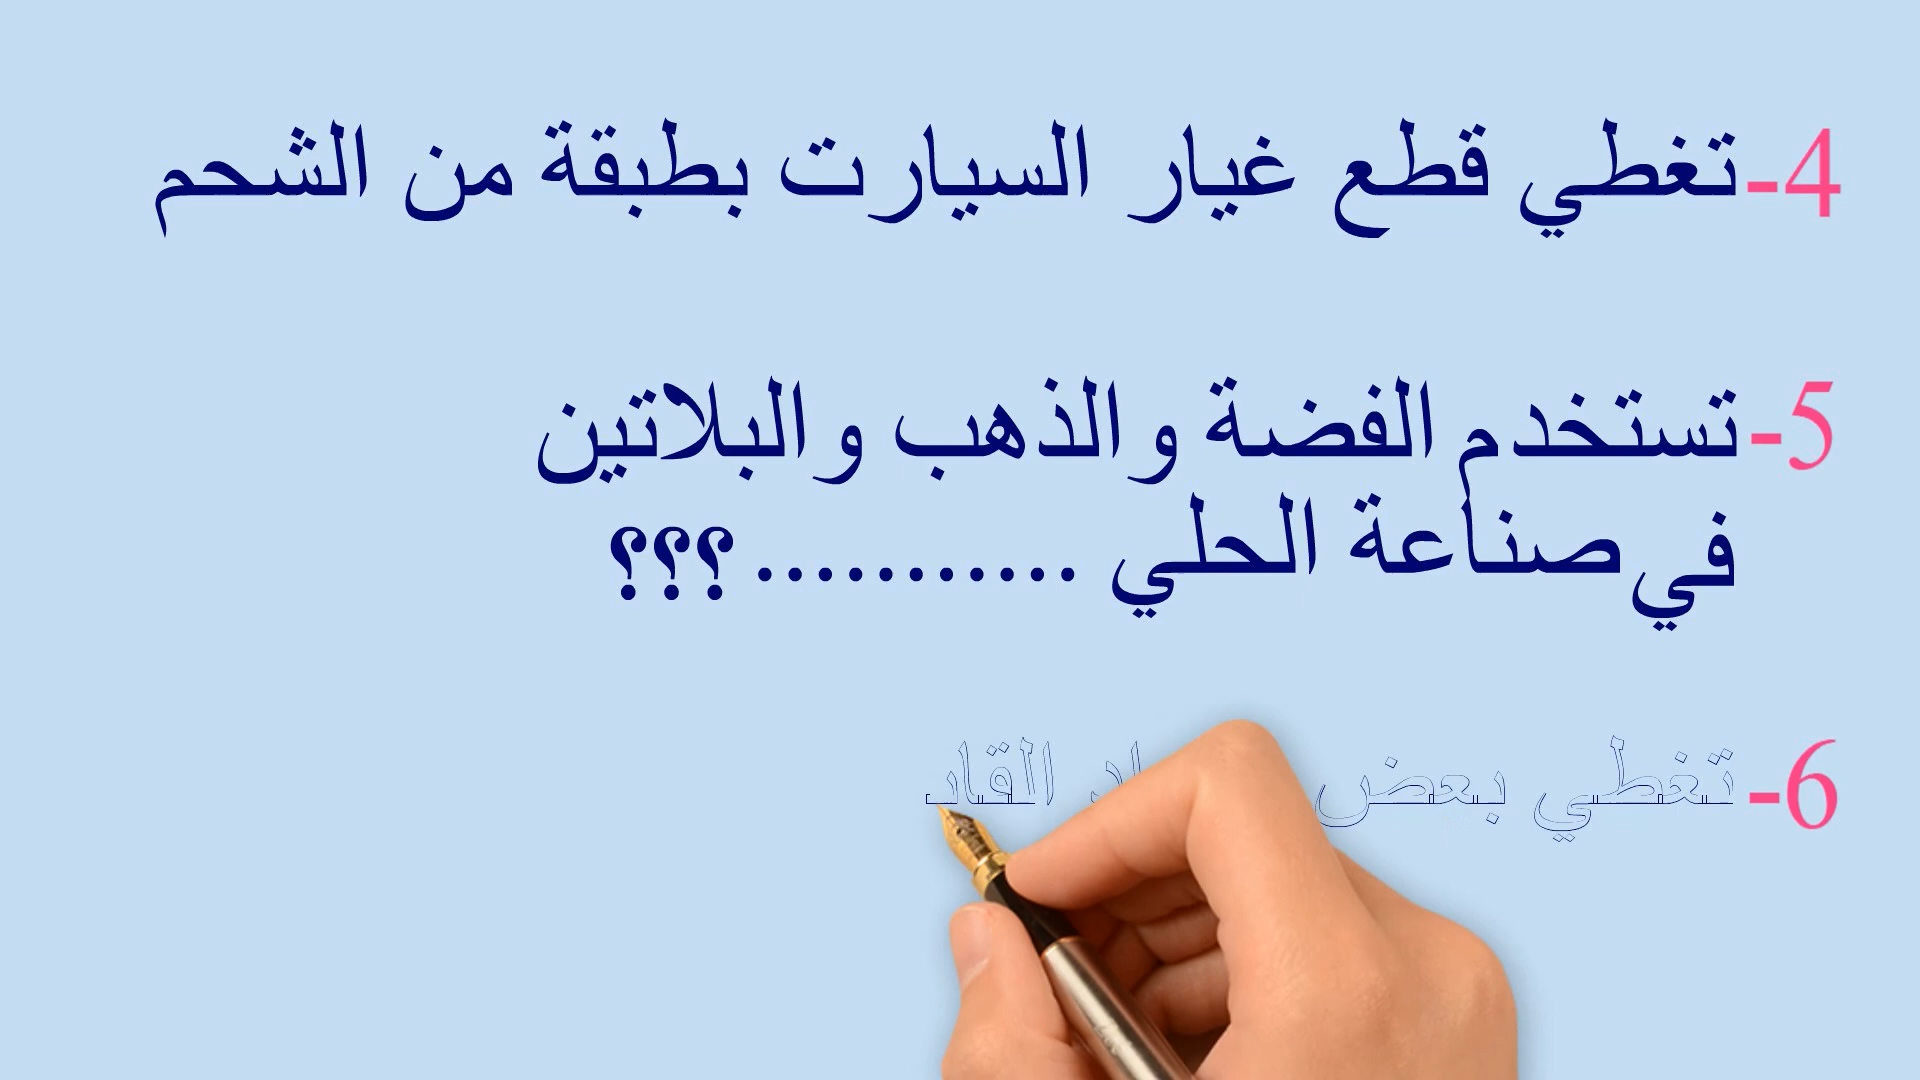 4- تغطي قطع غيار السيارت بطبقة من الشحم
5- تستخدم الفضة والذهب والبلاتين
في صناعة الحلي ...........؟؟؟
6- تغطي بعض